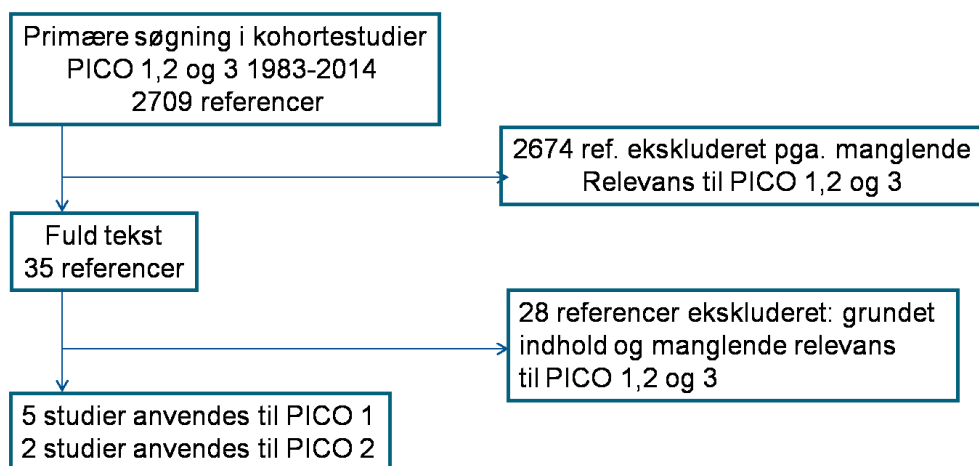 Primære søgning i kohortestudier
PICO 1,2 og 3 1983-2014
2709 referencer
2674 ref. ekskluderet pga. manglende
Relevans til PICO 1,2 og 3
Fuld tekst
35 referencer
28 referencer ekskluderet: grundet
indhold og manglende relevans
til PICO 1,2 og 3
5 studier anvendes til PICO 1
2 studier anvendes til PICO 2